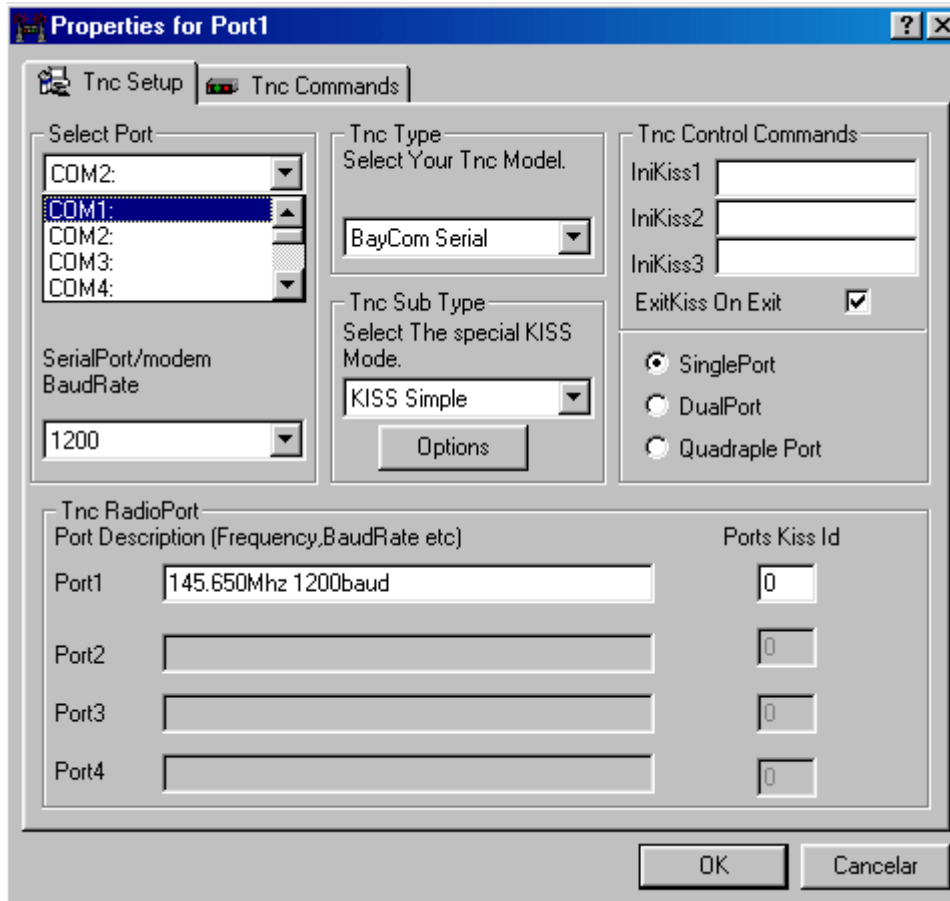 Properties for Port1
Tnc Setup
Tnc Commands
Select Port
COM2:
COM1:
COM2:
COM3:
COM4:
SerialPort/modem
BaudRate
1200
Tnc Type
Select Your Tnc Model.
BayCom Serial
Tnc Sub Type
Select The special KISS
Mode.
KISS Simple
Options
Tnc Control Commands
IniKiss1
IniKiss2
IniKiss3
ExitKiss On Exit
SinglePort
DualPort
Quadraple Port
Tnc RadioPort
Port Description (Frequency,BaudRate etc) Ports Kiss Id
Port1 145.650Mhz 1200baud 0
Port2 0
Port3 0
Port4 0
OK Cancelar